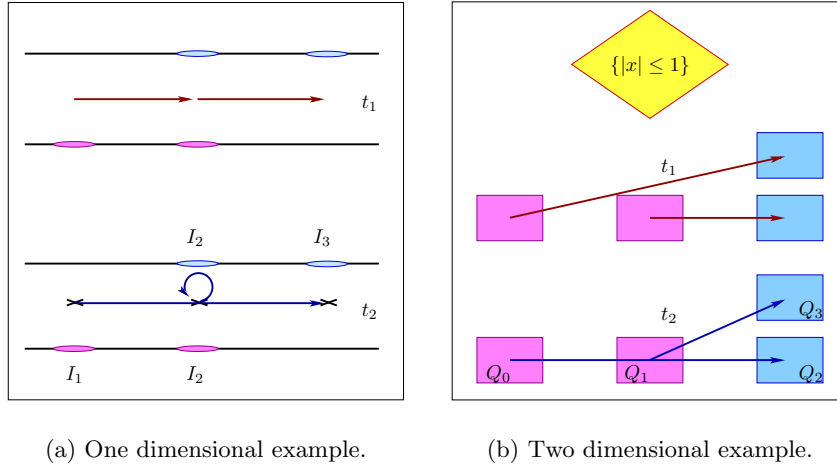 t₁
I₂ I₃
t₂
I₁ I₂
{|x| ≤ 1}
t₁
t₂
Q₃
Q₀ Q₁ Q₂
(a) One dimensional example.
(b) Two dimensional example.